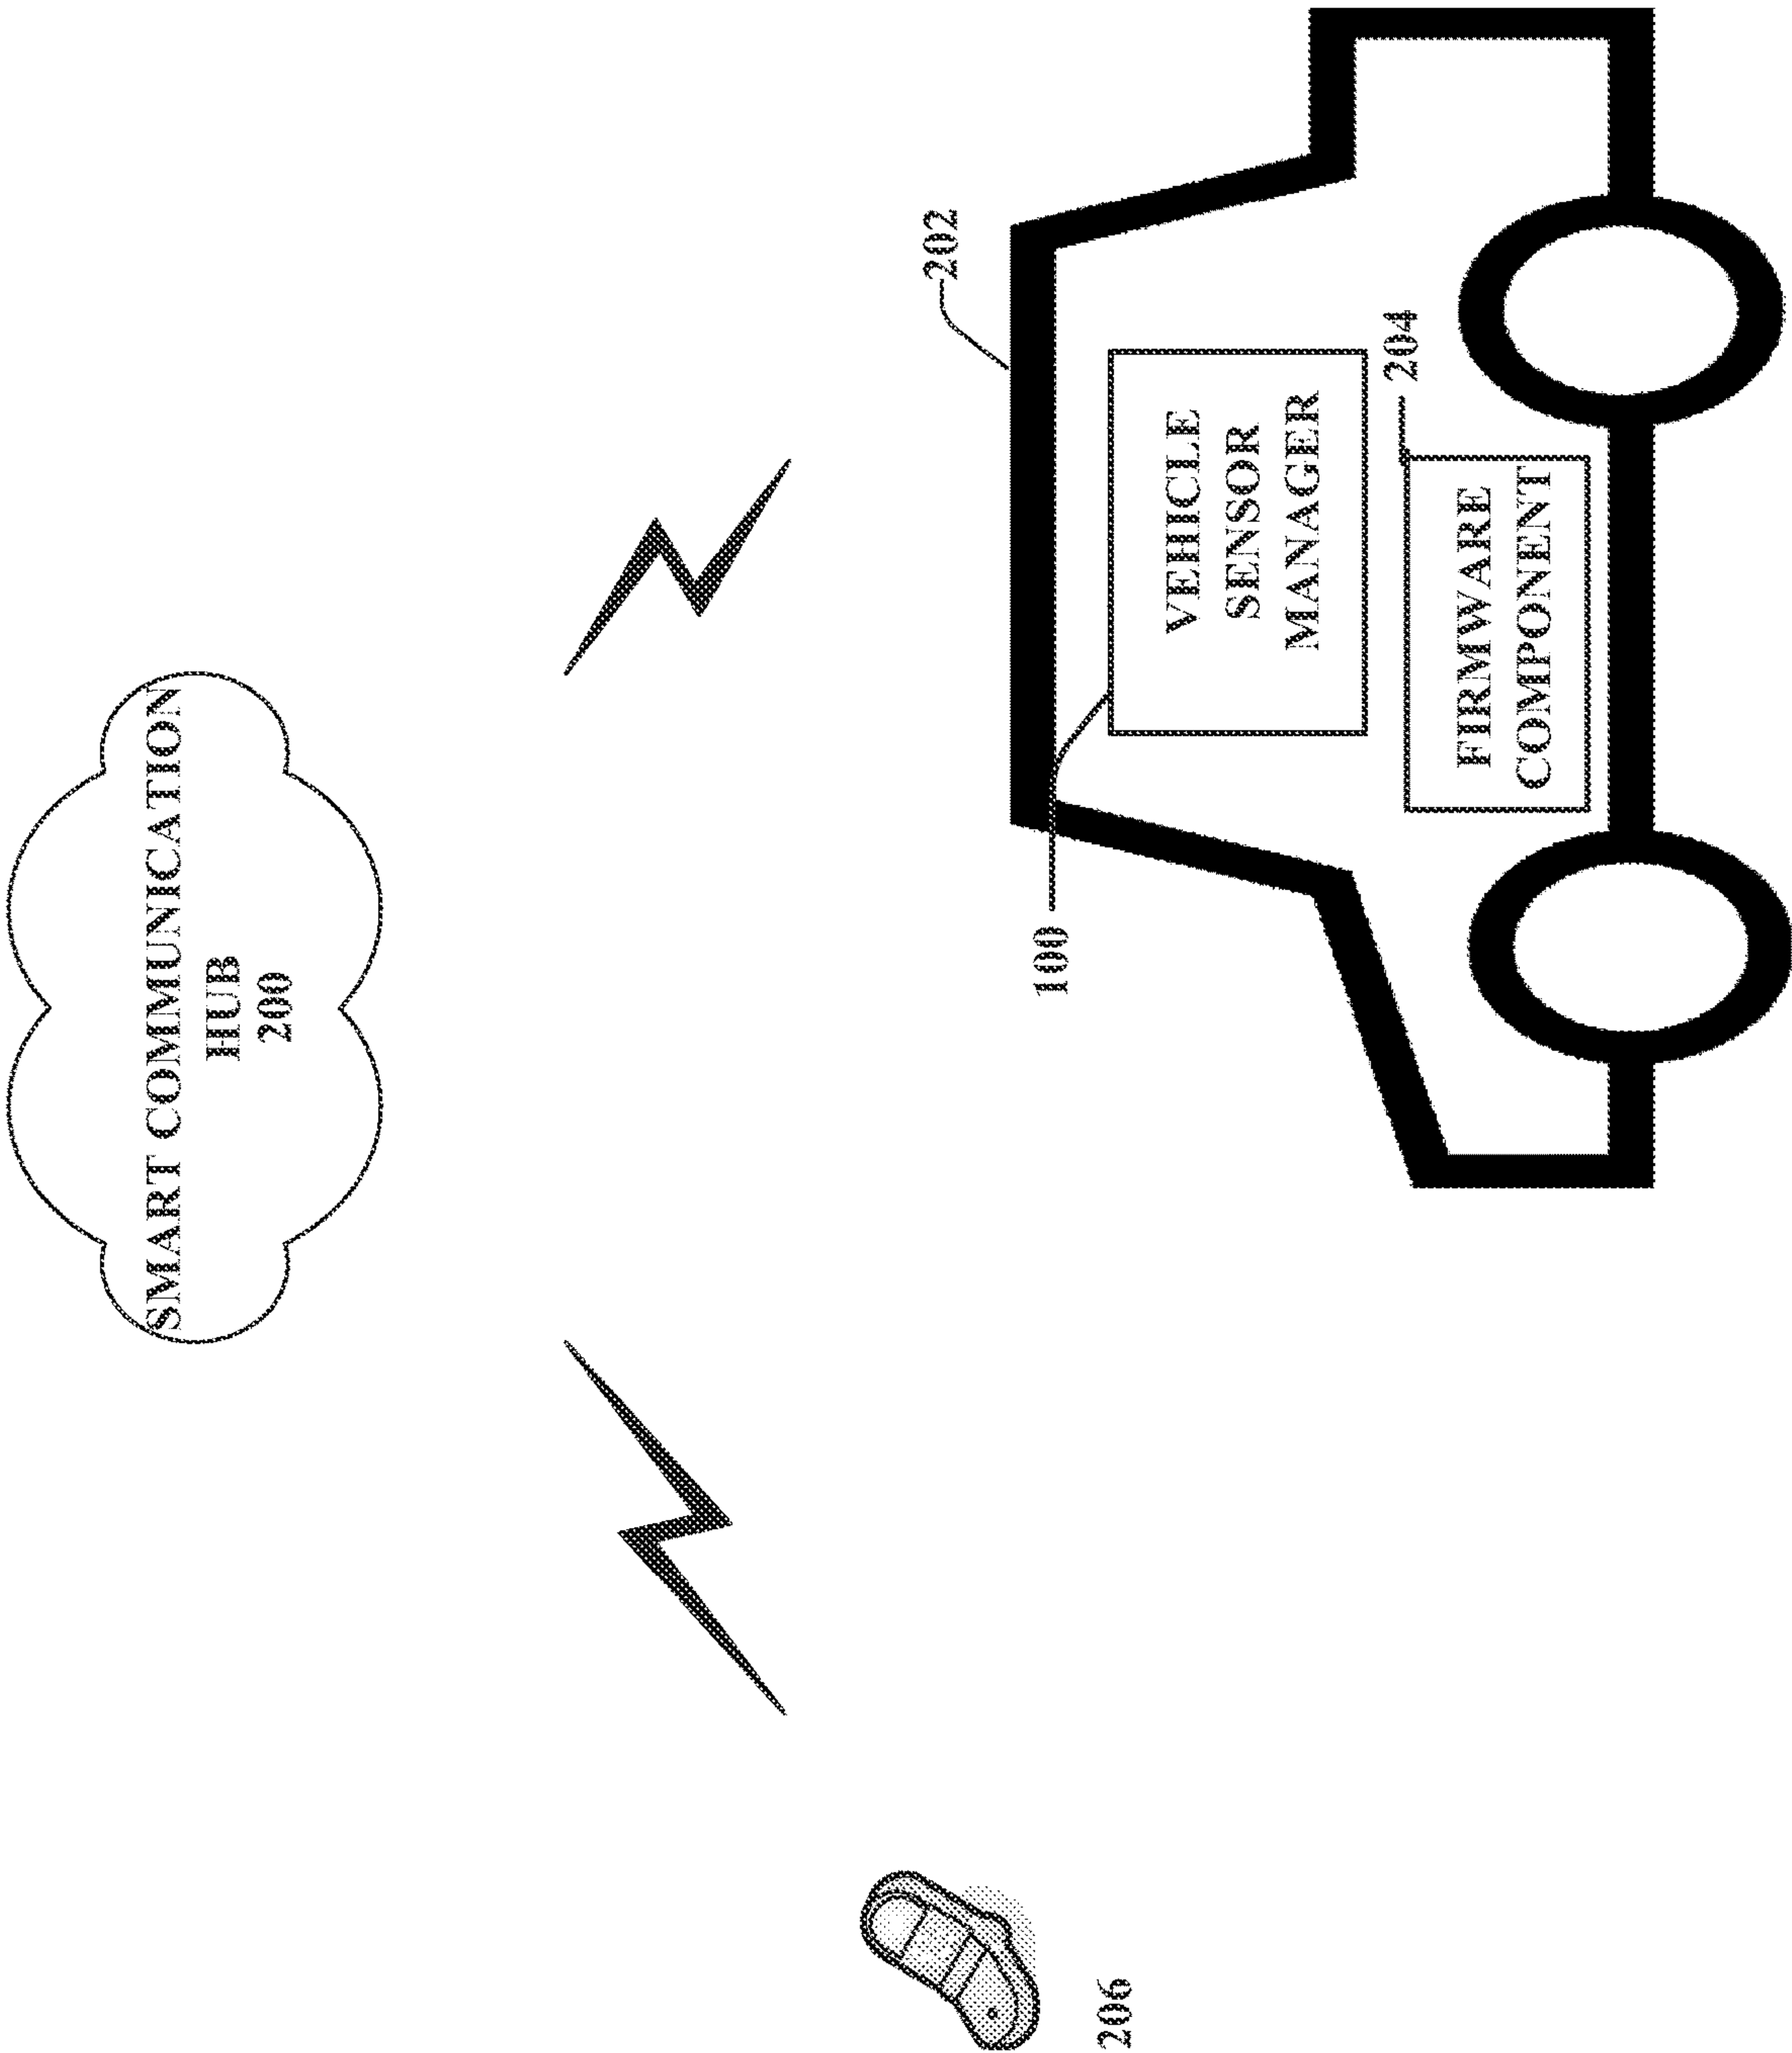 SMART COMMUNICATION
HUB
200
202
100
VEHICLE
SENSOR
MANAGER
204
FIRMWARE
COMPONENT
206